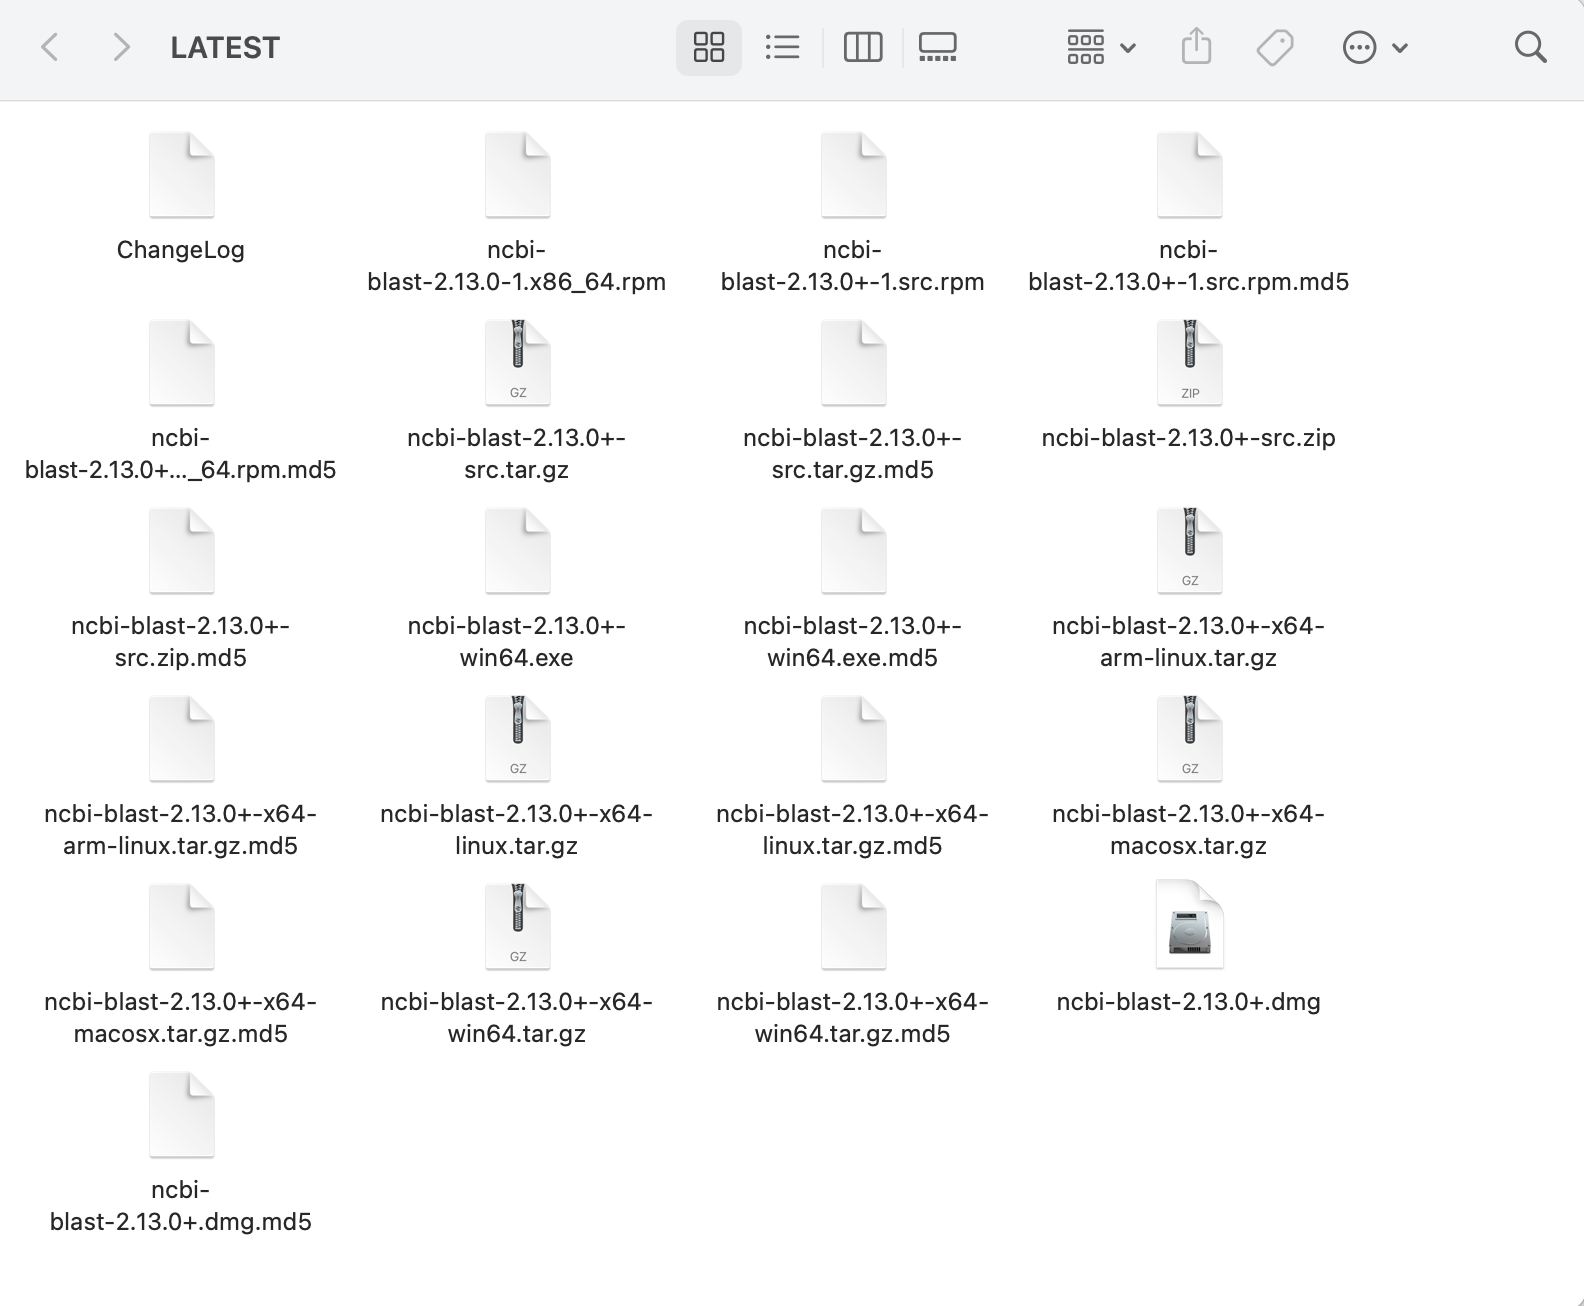 LATEST
ChangeLog
ncbi-
blast-2.13.0-1.x86_64.rpm
ncbi-
blast-2.13.0+-1.src.rpm
ncbi-
blast-2.13.0+-1.src.rpm.md5
ncbi-
blast-2.13.0+..._64.rpm.md5
GZ
ncbi-blast-2.13.0+-
src.tar.gz
ncbi-blast-2.13.0+-
src.tar.gz.md5
ZIP
ncbi-blast-2.13.0+-src.zip
ncbi-blast-2.13.0+-
src.zip.md5
ncbi-blast-2.13.0+-
win64.exe
ncbi-blast-2.13.0+-
win64.exe.md5
GZ
ncbi-blast-2.13.0+-x64-
arm-linux.tar.gz
ncbi-blast-2.13.0+-x64-
arm-linux.tar.gz.md5
GZ
ncbi-blast-2.13.0+-x64-
linux.tar.gz
ncbi-blast-2.13.0+-x64-
linux.tar.gz.md5
GZ
ncbi-blast-2.13.0+-x64-
macosx.tar.gz
ncbi-blast-2.13.0+-x64-
macosx.tar.gz.md5
GZ
ncbi-blast-2.13.0+-x64-
win64.tar.gz
ncbi-blast-2.13.0+-x64-
win64.tar.gz.md5
ncbi-blast-2.13.0+.dmg
ncbi-
blast-2.13.0+.dmg.md5